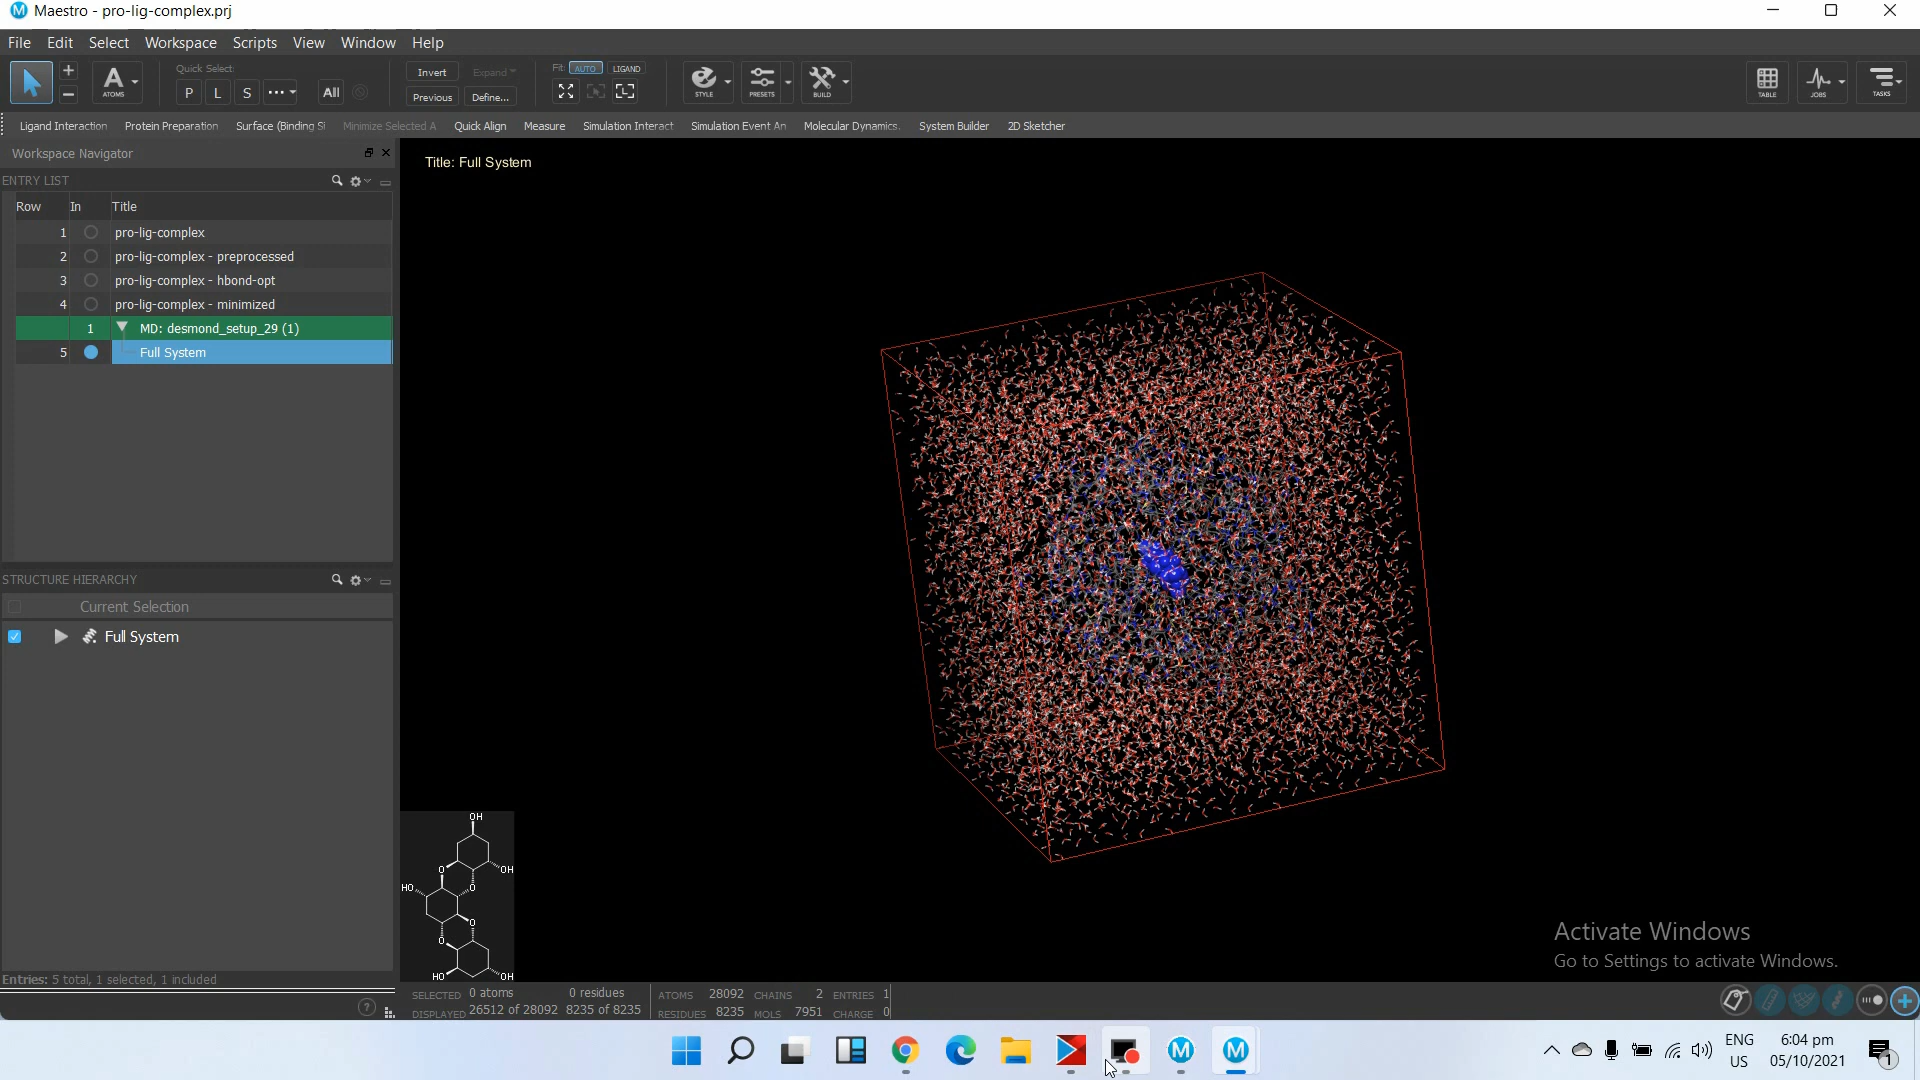 Maestro - pro-lig-complex.prj
File Edit Select Workspace Scripts View Window Help
Quick Select:
Invert
Expand
Fit: AUTO LIGAND
ATOMS
P L S ... All
Previous
Define...
STYLE
PRESETS
BUILD
TABLE
JOBS
TASKS
Ligand Interaction Protein Preparation Surface (Binding Si Minimize Selected A Quick Align Measure Simulation Interact Simulation Event An Molecular Dynamics. System Builder 2D Sketcher
Workspace Navigator
Title: Full System
ENTRY LIST
Row In Title
1 pro-lig-complex
2 pro-lig-complex - preprocessed
3 pro-lig-complex - hbond-opt
4 pro-lig-complex - minimized
1 MD: desmond_setup_29 (1)
5 Full System
STRUCTURE HIERARCHY
Current Selection
Full System
OH
O OH
HO O
O
O
HO OH
Activate Windows
Go to Settings to activate Windows.
Entries: 5 total, 1 selected, 1 included
SELECTED 0 atoms 0 residues ATOMS 28092 CHAINS 2 ENTRIES 1
DISPLAYED 26512 of 28092 8235 of 8235 RESIDUES 8235 MOLS 7951 CHARGE 0
ENG
US
6:04 pm
05/10/2021
1